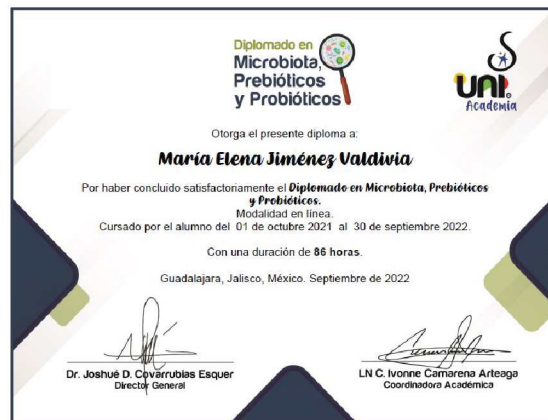 Diplomado en
Microbiota,
Prebióticos
y Probióticos
UNI
Academia
Otorga el presente diploma a:
María Elena Jiménez Valdivia
Por haber concluido satisfactoriamente el Diplomado en Microbiota, Prebióticos
y Probióticos.
Modalidad en línea.
Cursado por el alumno del 01 de octubre 2021 al 30 de septiembre 2022.
Con una duración de 86 horas.
Guadalajara, Jalisco, México. Septiembre de 2022
Dr. Joshué D. Covarrubias Esquer
Director General
LN C. Ivonne Camarena Arteaga
Coordinadora Académica